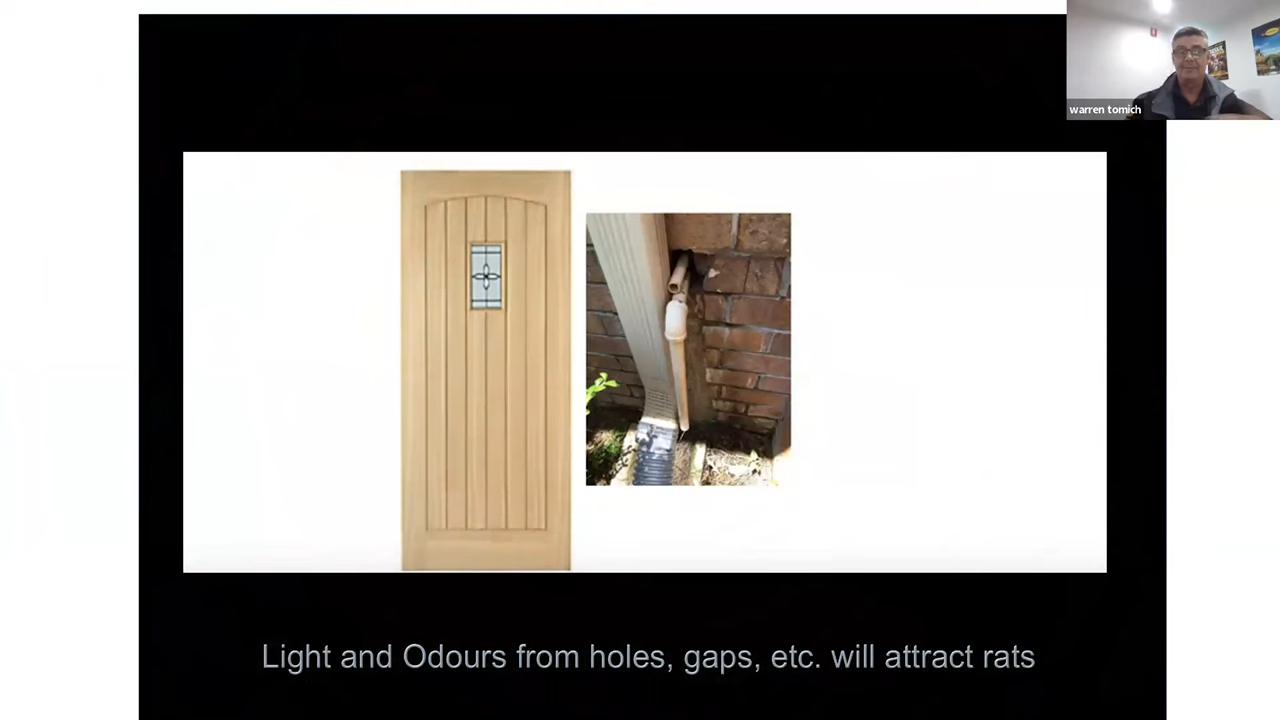 warren tomich
Light and Odours from holes, gaps, etc. will attract rats